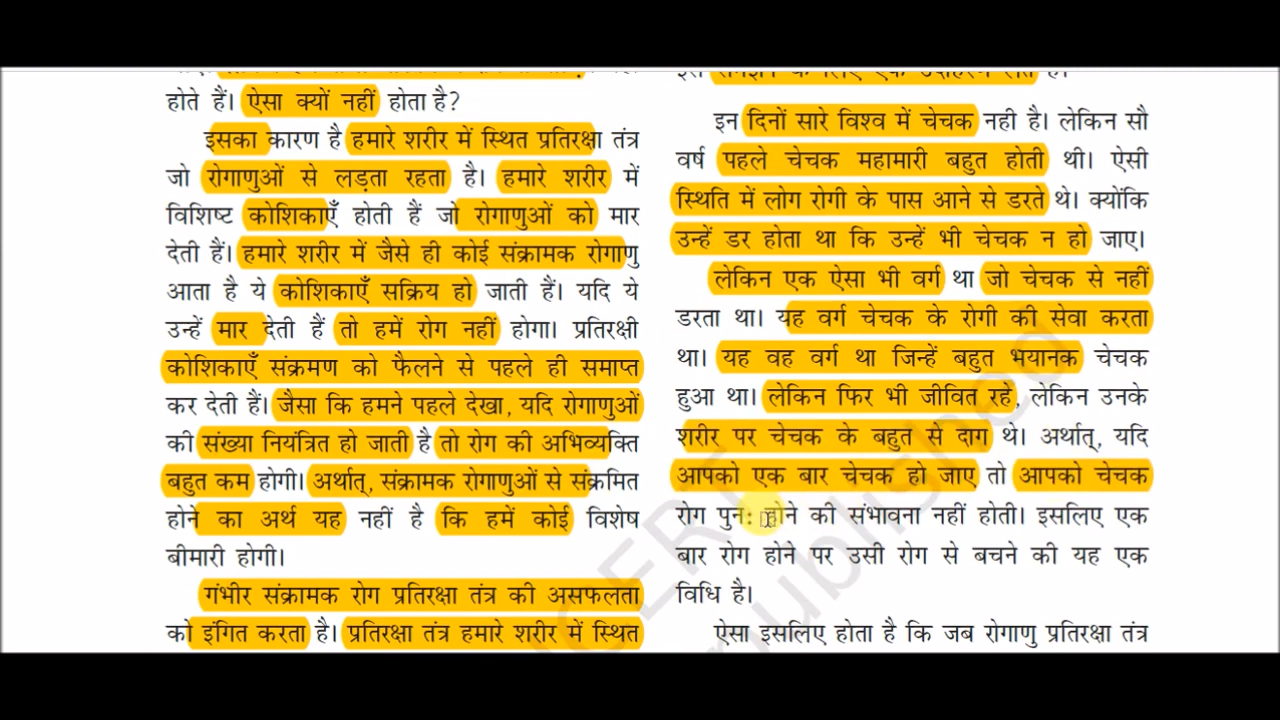 होते हैं। ऐसा क्यों नहीं होता है?
इसका कारण है हमारे शरीर में स्थित प्रतिरक्षा तंत्र
जो रोगाणुओं से लड़ता रहता है। हमारे शरीर में
विशिष्ट कोशिकाएँ होती हैं जो रोगाणुओं को मार
देती हैं। हमारे शरीर में जैसे ही कोई संक्रामक रोगाणु
आता है ये कोशिकाएँ सक्रिय हो जाती हैं। यदि ये
उन्हें मार देती हैं तो हमें रोग नहीं होगा। प्रतिरक्षी
कोशिकाएँ संक्रमण को फैलने से पहले ही समाप्त
कर देती हैं। जैसा कि हमने पहले देखा, यदि रोगाणुओं
की संख्या नियंत्रित हो जाती है तो रोग की अभिव्यक्ति
बहुत कम होगी। अर्थात्, संक्रामक रोगाणुओं से संक्रमित
होने का अर्थ यह नहीं है कि हमें कोई विशेष
बीमारी होगी।
गंभीर संक्रामक रोग प्रतिरक्षा तंत्र की असफलता
को इंगित करता है। प्रतिरक्षा तंत्र हमारे शरीर में स्थित
इसे समझने के लिए एक उदाहरण लेते हैं।
इन दिनों सारे विश्व में चेचक नही है। लेकिन सौ
वर्ष पहले चेचक महामारी बहुत होती थी। ऐसी
स्थिति में लोग रोगी के पास आने से डरते थे। क्योंकि
उन्हें डर होता था कि उन्हें भी चेचक न हो जाए।
लेकिन एक ऐसा भी वर्ग था जो चेचक से नहीं
डरता था। यह वर्ग चेचक के रोगी की सेवा करता
था। यह वह वर्ग था जिन्हें बहुत भयानक चेचक
हुआ था। लेकिन फिर भी जीवित रहे, लेकिन उनके
शरीर पर चेचक के बहुत से दाग थे। अर्थात्, यदि
आपको एक बार चेचक हो जाए तो आपको चेचक
रोग पुन: होने की संभावना नहीं होती। इसलिए एक
बार रोग होने पर उसी रोग से बचने की यह एक
विधि है।
ऐसा इसलिए होता है कि जब रोगाणु प्रतिरक्षा तंत्र